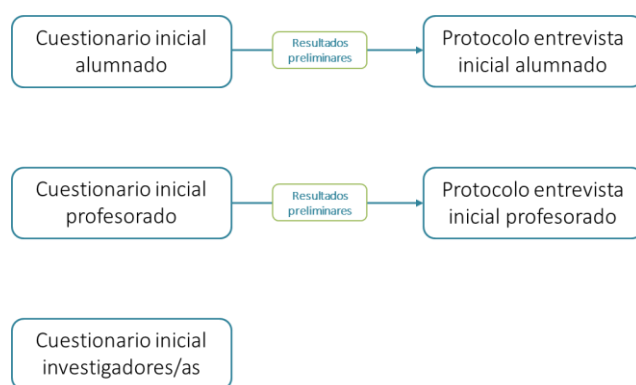 Cuestionario inicial
alumnado
Resultados
preliminares
Protocolo entrevista
inicial alumnado
Cuestionario inicial
profesorado
Resultados
preliminares
Protocolo entrevista
inicial profesorado
Cuestionario inicial
investigadores/as